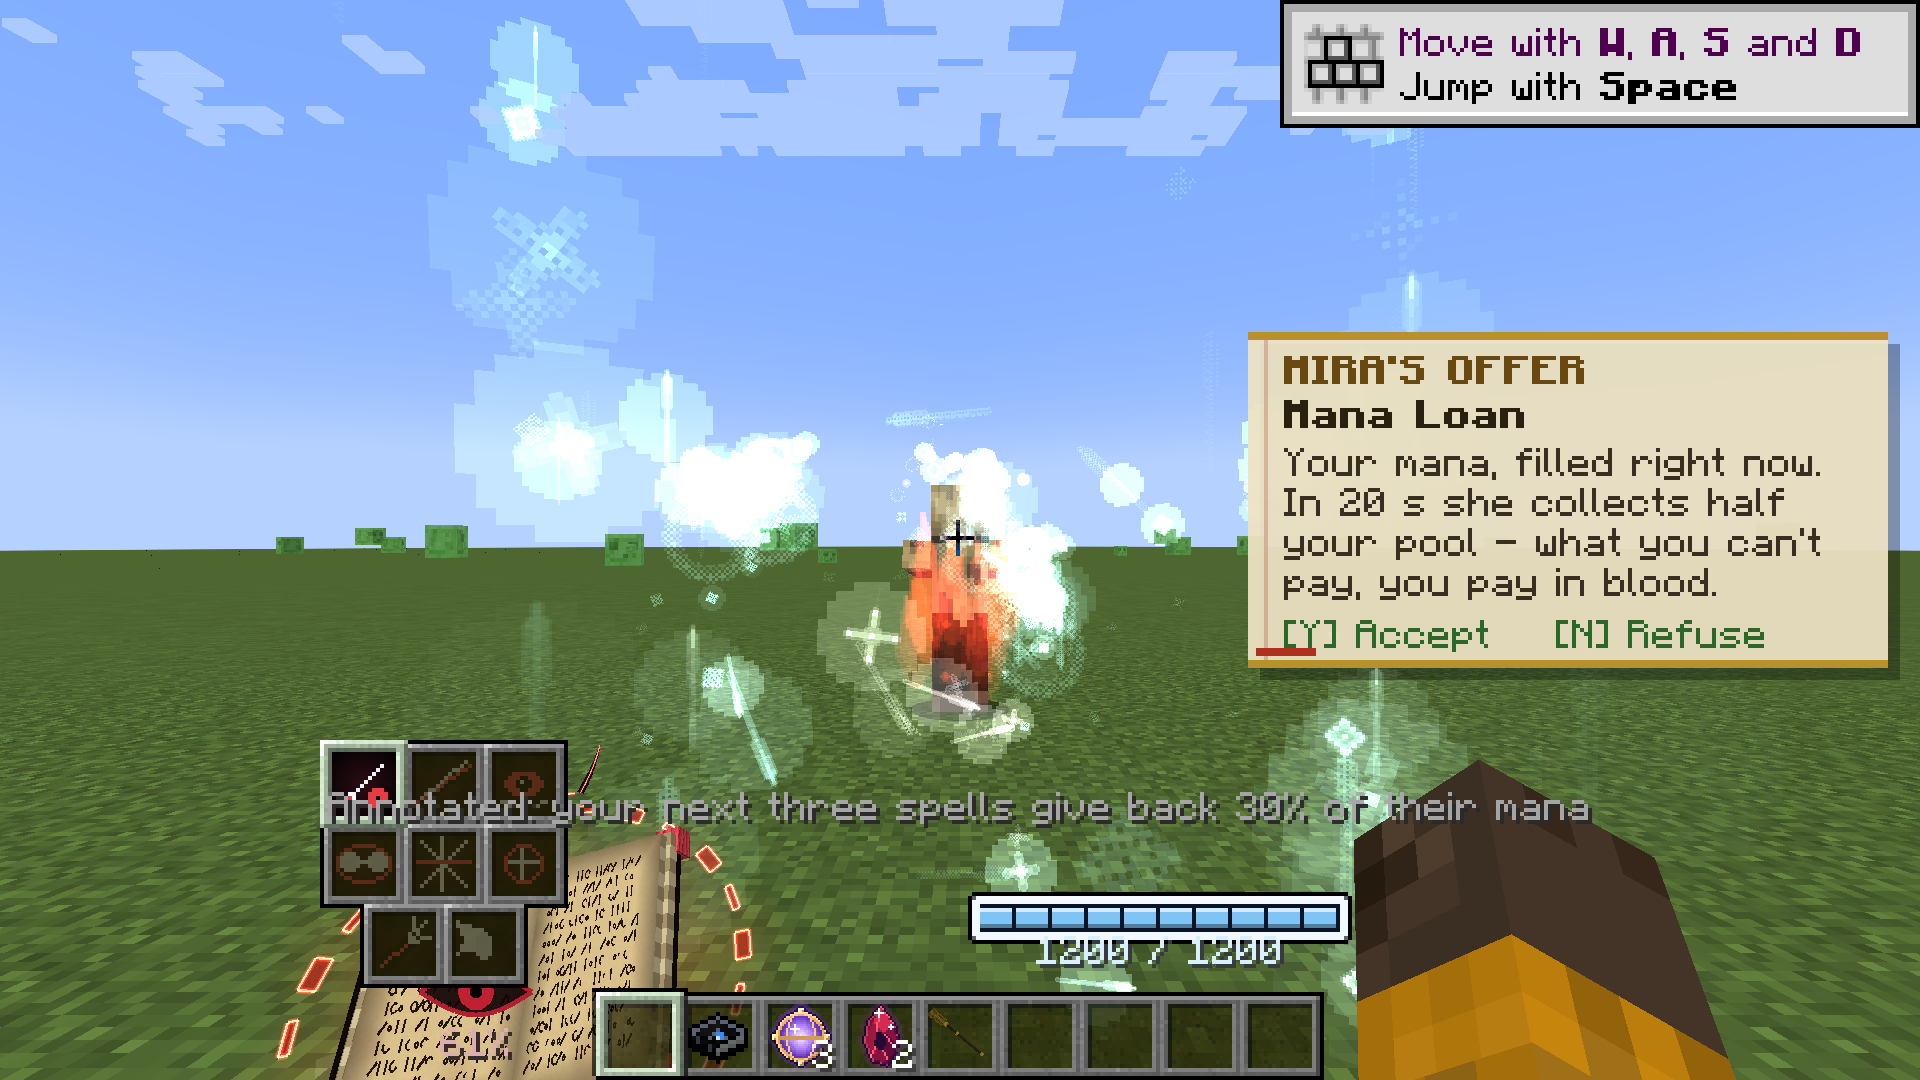 Move with W, A, S and D
Jump with Space
MIRA'S OFFER
Mana Loan
Your mana, filled right now.
In 20 s she collects half
your pool – what you can't
pay, you pay in blood.
[Y] Accept [N] Refuse
Annotated: your next three spells give back 30% of their mana
1200 / 1200
61%
3
2